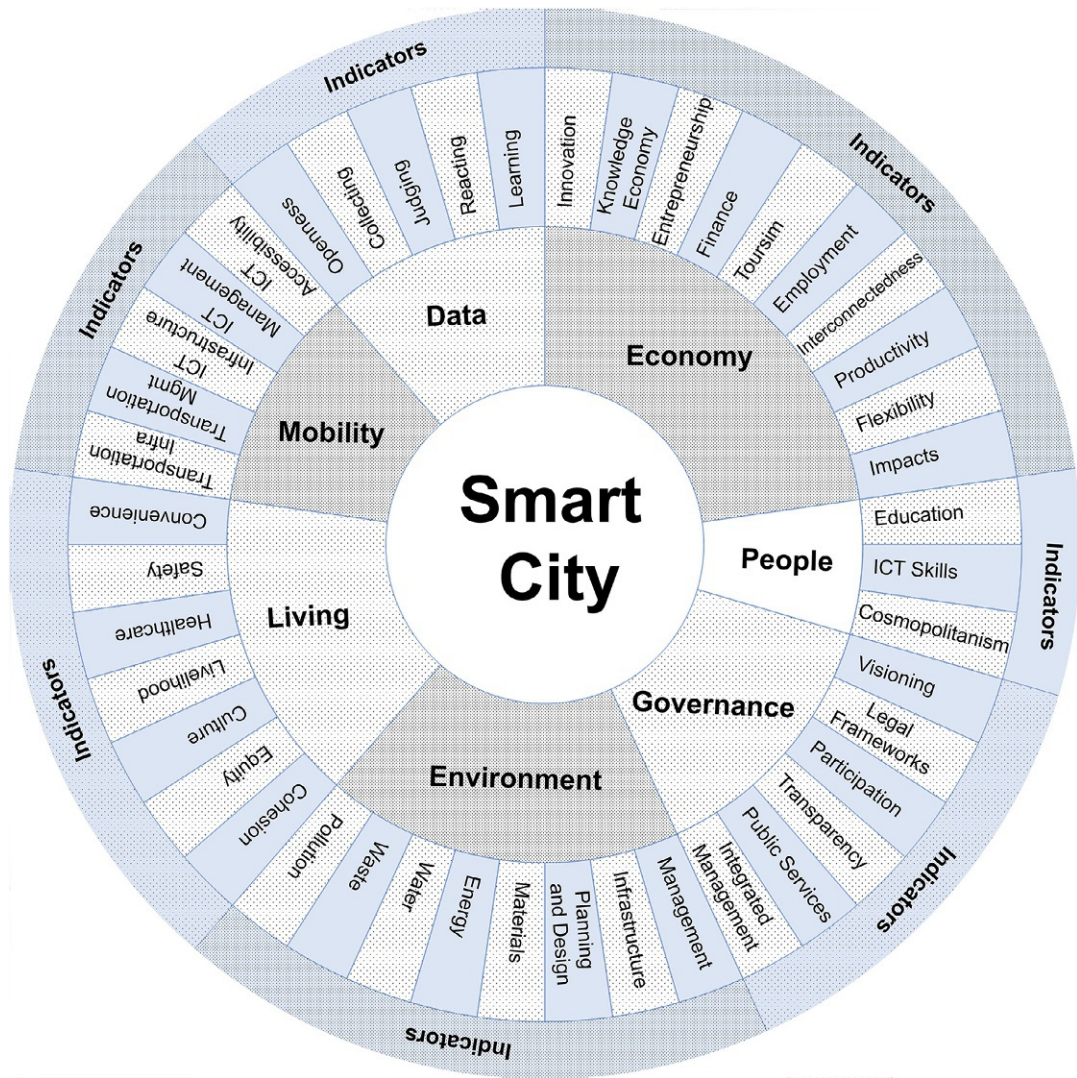 Smart
City
Economy
People
Governance
Environment
Living
Mobility
Data
Indicators
Innovation
Knowledge
Economy
Entrepreneurship
Finance
Toursim
Employment
Interconnectedness
Productivity
Flexibility
Impacts
Indicators
Education
ICT Skills
Cosmopolitanism
Indicators
Visioning
Legal
Frameworks
Participation
Transparency
Public Services
Integrated
Management
Indicators
Management
Infrastructure
Planning
and Design
Materials
Energy
Water
Waste
Pollution
Indicators
Cohesion
Equity
Culture
Livelihood
Healthcare
Safety
Convenience
Indicators
Transportation
Infra
Transportation
Mgmt
ICT
Infrastructure
ICT
Management
ICT
Accessibility
Indicators
Openness
Collecting
Judging
Reacting
Learning